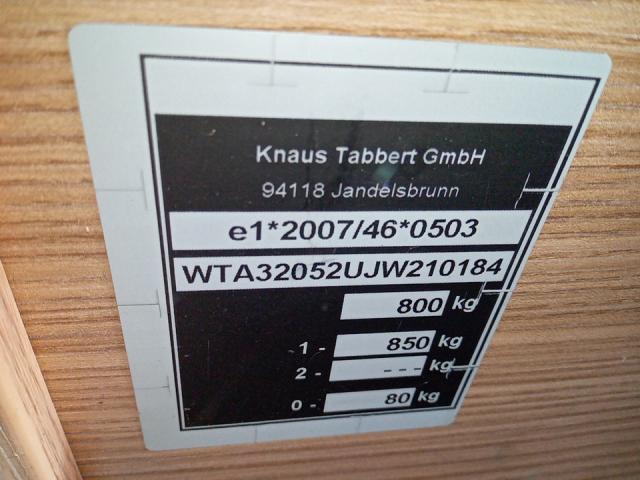 Knaus Tabbert GmbH
94118 Jandelsbrunn
e1*2007/46*0503
WTA32052UJW210184
800 kg
1 - 850 kg
2 - --- kg
0 - 80 kg